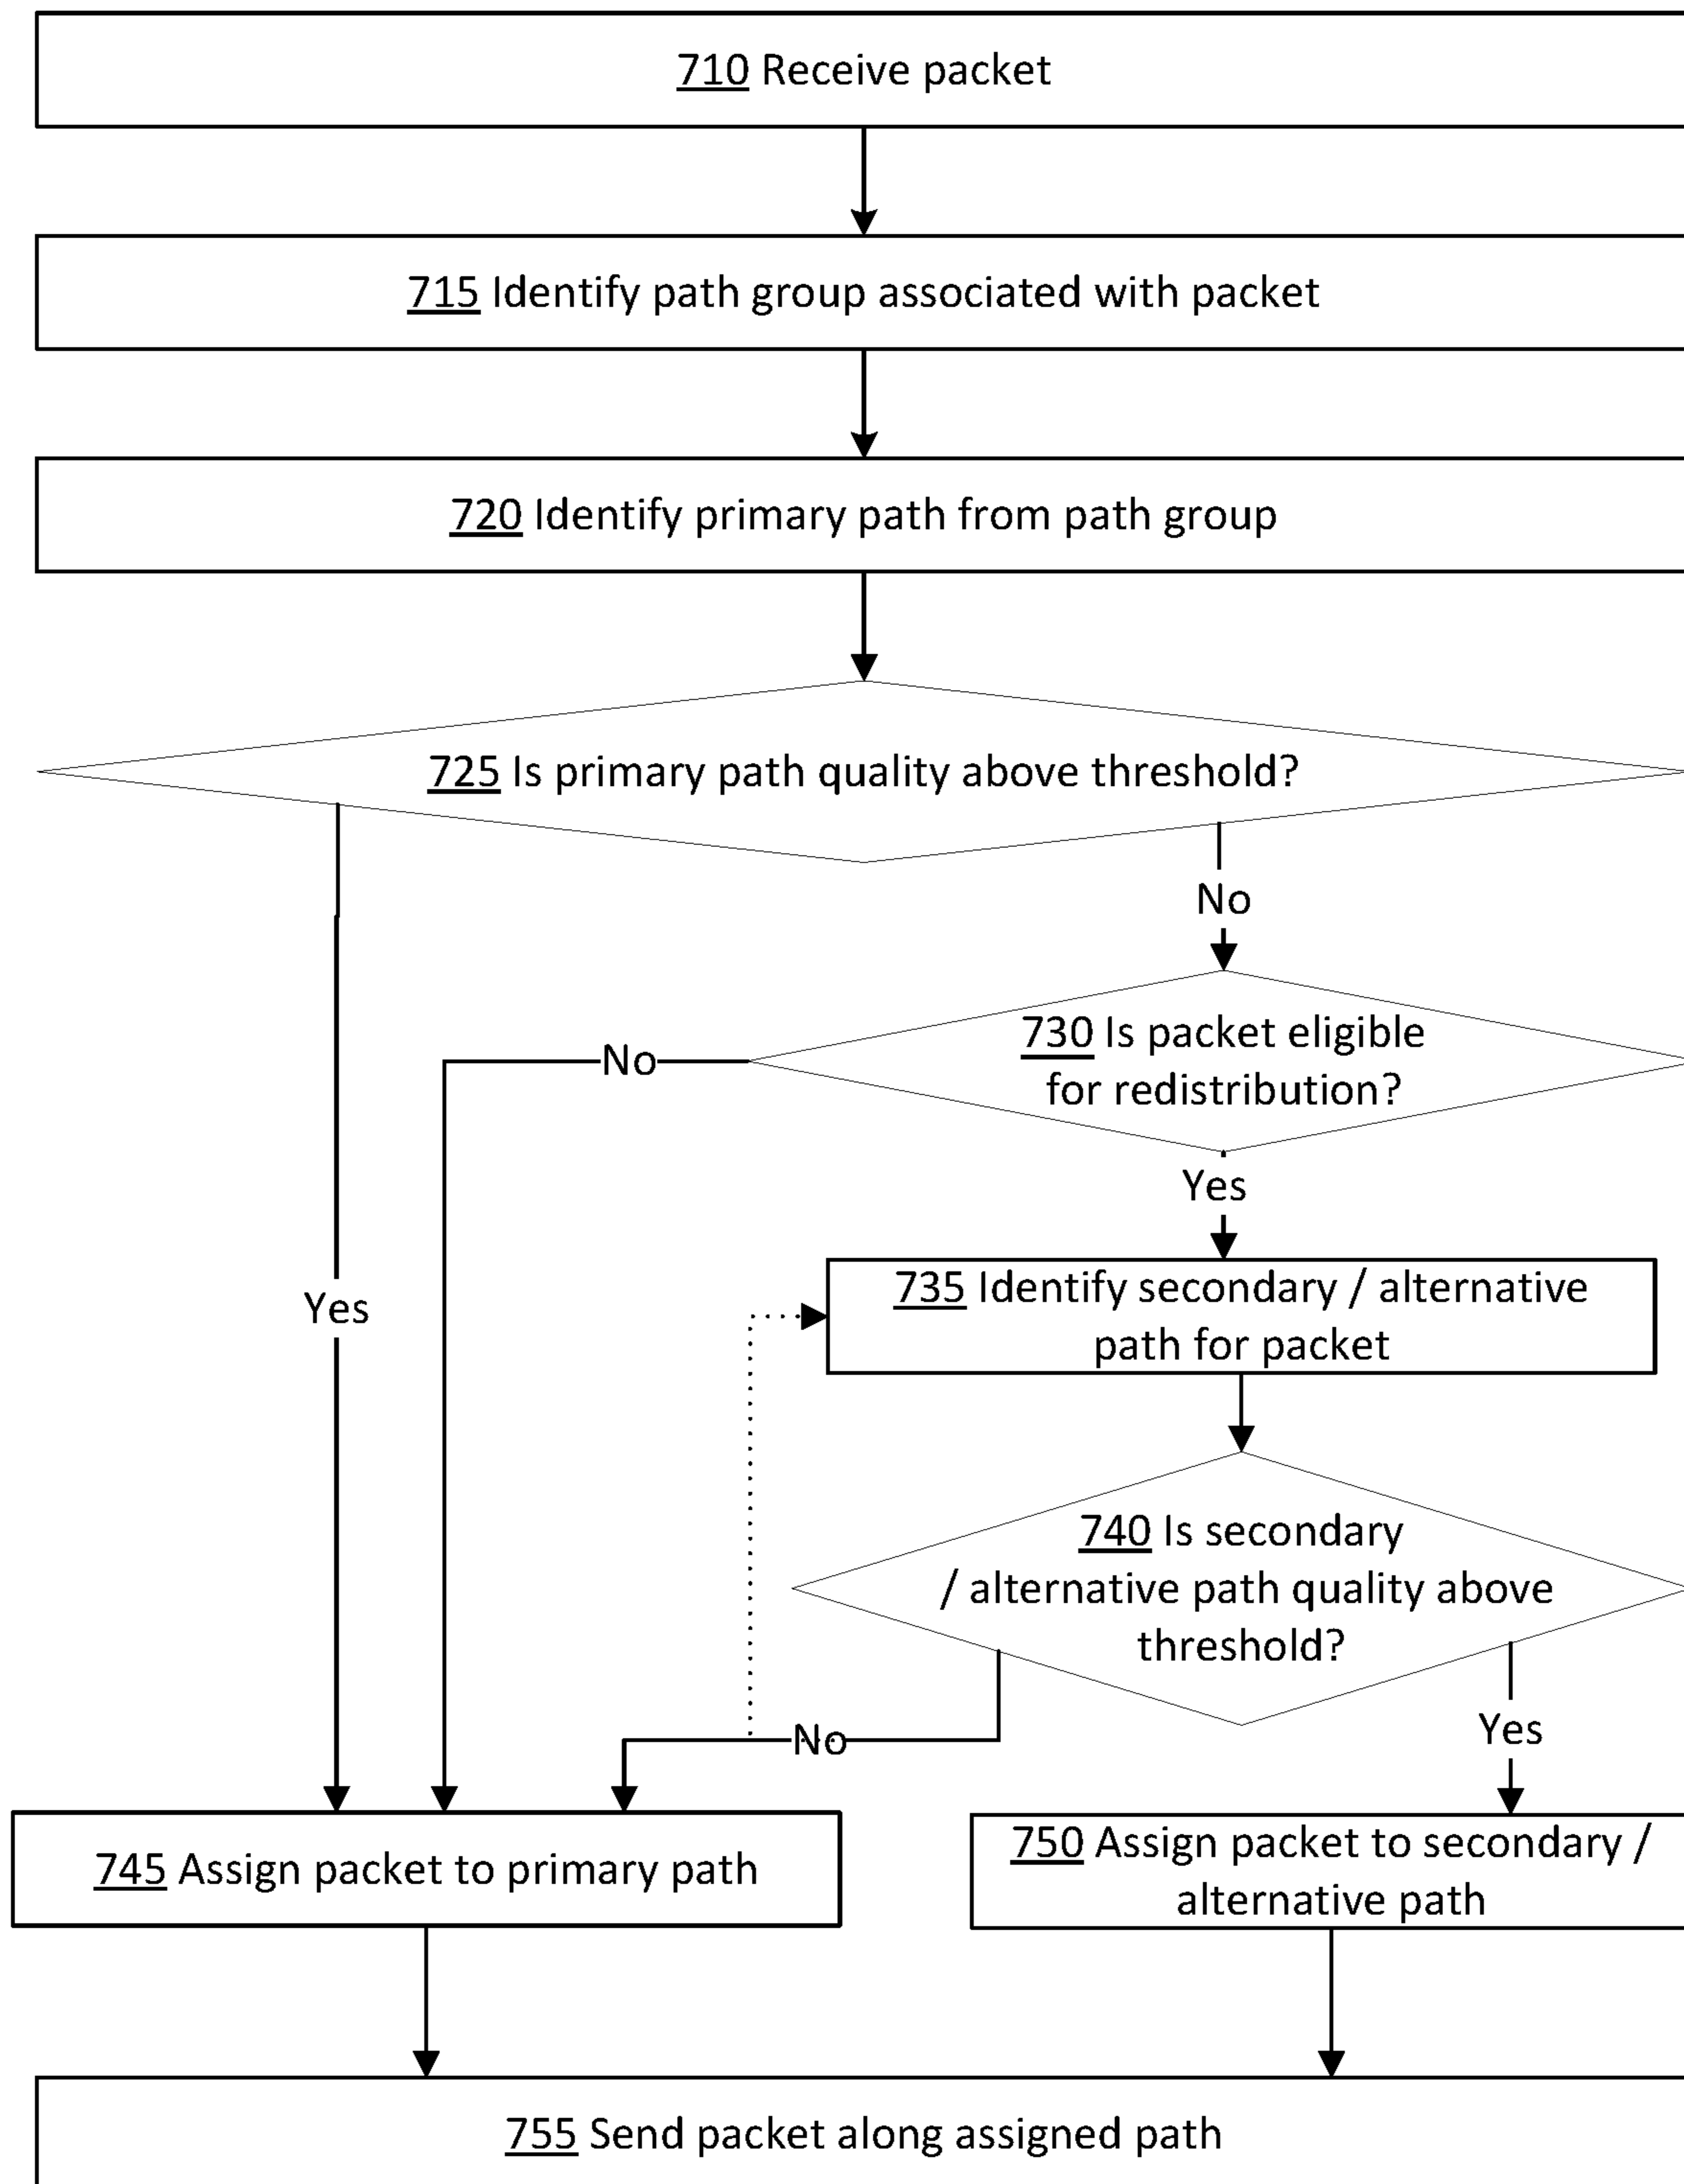 710 Receive packet
715 Identify path group associated with packet
720 Identify primary path from path group
725 Is primary path quality above threshold?
No
730 Is packet eligible
for redistribution?
No
Yes
735 Identify secondary / alternative
path for packet
Yes
740 Is secondary
/ alternative path quality above
threshold?
No
Yes
745 Assign packet to primary path
750 Assign packet to secondary /
alternative path
755 Send packet along assigned path